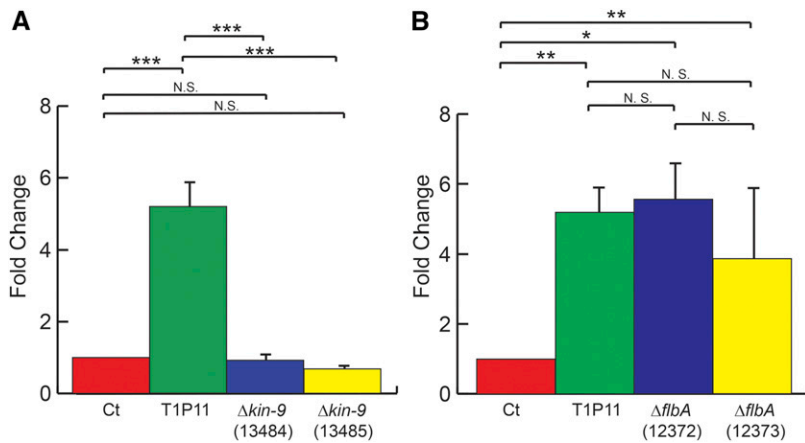 A
***
***
***
N.S.
N.S.
8
6
4
2
0
Fold Change
Ct T1P11 Δkin-9 Δkin-9
(13484) (13485)
B
**
*
**
N. S.
N. S.
N. S.
8
6
4
2
0
Fold Change
Ct T1P11 ΔflbA ΔflbA
(12372) (12373)